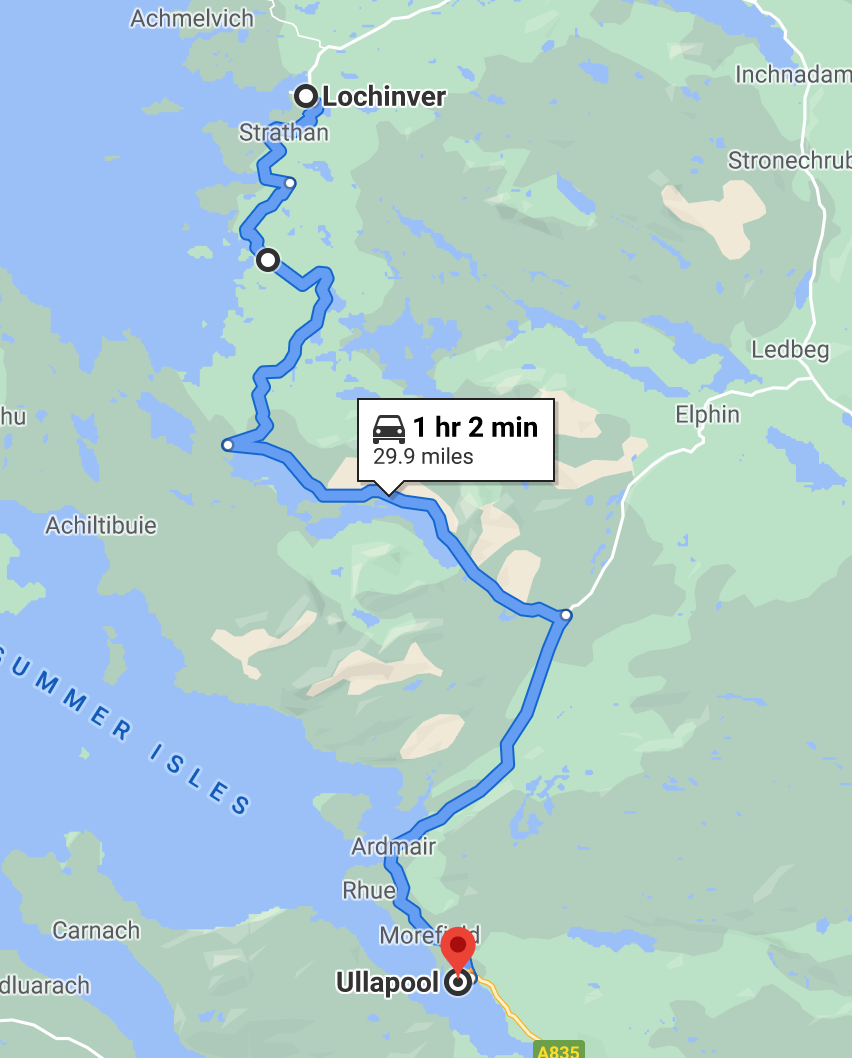 Achmelvich
Inchnadam
Lochinver
Strathan
Stronechrub
Ledbeg
hu
Elphin
1 hr 2 min
29.9 miles
Achiltibuie
SUMMER ISLES
Ardmair
Rhue
Carnach
Morefield
dluarach
Ullapool
A835